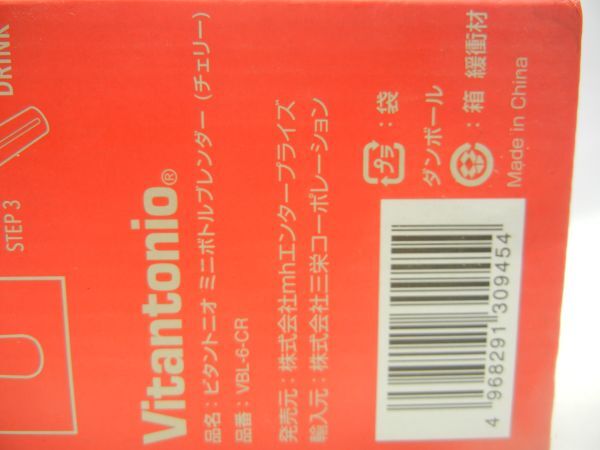 STEP 3
DRINK
Vitantonio®
品名：ビタントニオ ミニボトルブレンダー（チェリー）
品番：VBL-6-CR
発売元：株式会社mhエンタープライズ
輸入元：株式会社三栄コーポレーション
プラ：袋
ダンボール
：箱 緩衝材
Made in China
4 968291 309454